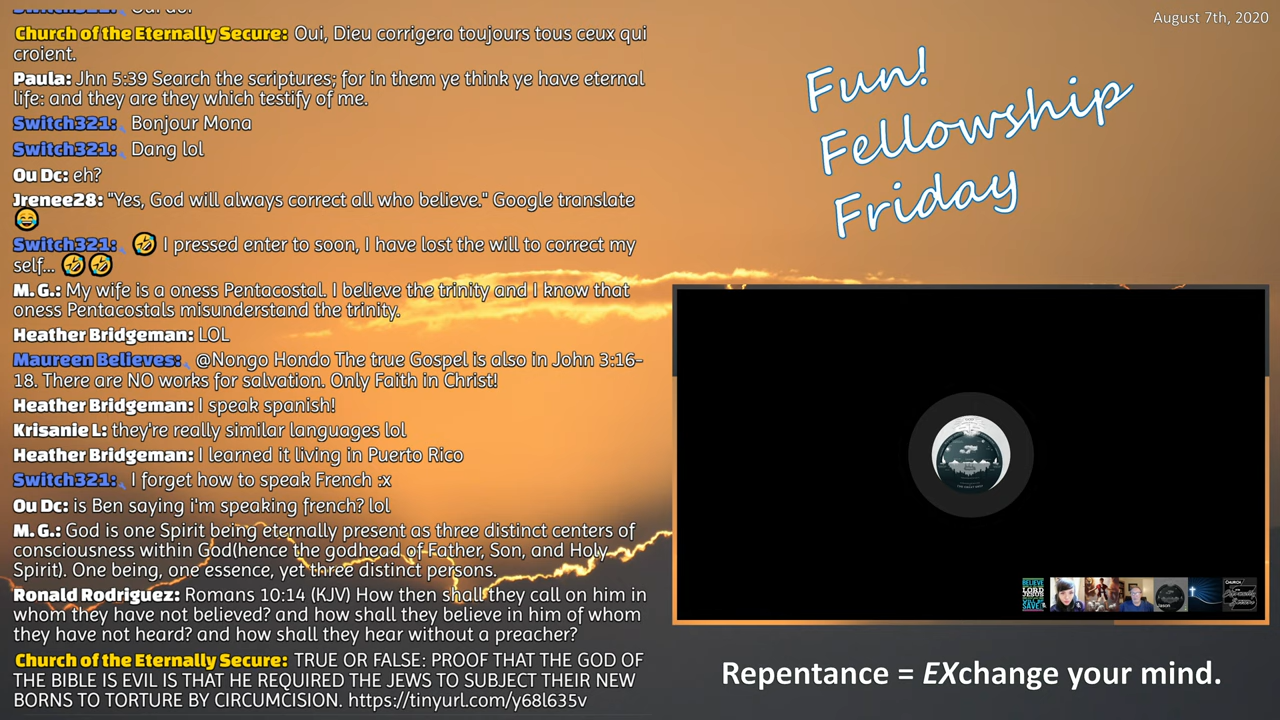 Church of the Eternally Secure: Oui, Dieu corrigera toujours tous ceux qui
croient.
Paula: Jhn 5:39 Search the scriptures; for in them ye think ye have eternal
life: and they are they which testify of me.
Switch321: Bonjour Mona
Switch321: Dang lol
Ou Dc: eh?
Jrenee28: "Yes, God will always correct all who believe." Google translate
😂
Switch321: 🤣 I pressed enter to soon, I have lost the will to correct my
self... 🤣🤣
M. G.: My wife is a oness Pentacostal. I believe the trinity and I know that
oness Pentacostals misunderstand the trinity.
Heather Bridgeman: LOL
Maureen Believes: @Nongo Hondo The true Gospel is also in John 3:16-
18. There are NO works for salvation. Only Faith in Christ!
Heather Bridgeman: I speak spanish!
Krisanie L: they're really similar languages lol
Heather Bridgeman: I learned it living in Puerto Rico
Switch321: I forget how to speak French :x
Ou Dc: is Ben saying i'm speaking french? lol
M. G.: God is one Spirit being eternally present as three distinct centers of
consciousness within God(hence the godhead of Father, Son, and Holy
Spirit). One being, one essence, yet three distinct persons.
Ronald Rodriguez: Romans 10:14 (KJV) How then shall they call on him in
whom they have not believed? and how shall they believe in him of whom
they have not heard? and how shall they hear without a preacher?
Church of the Eternally Secure: TRUE OR FALSE: PROOF THAT THE GOD OF
THE BIBLE IS EVIL IS THAT HE REQUIRED THE JEWS TO SUBJECT THEIR NEW
BORNS TO TORTURE BY CIRCUMCISION. https://tinyurl.com/y68l635v
August 7th, 2020
Fun!
Fellowship
Friday
BELIEVE
LORD
JESUS
SAVE
Jason
CHURCH
Repentance = EXchange your mind.